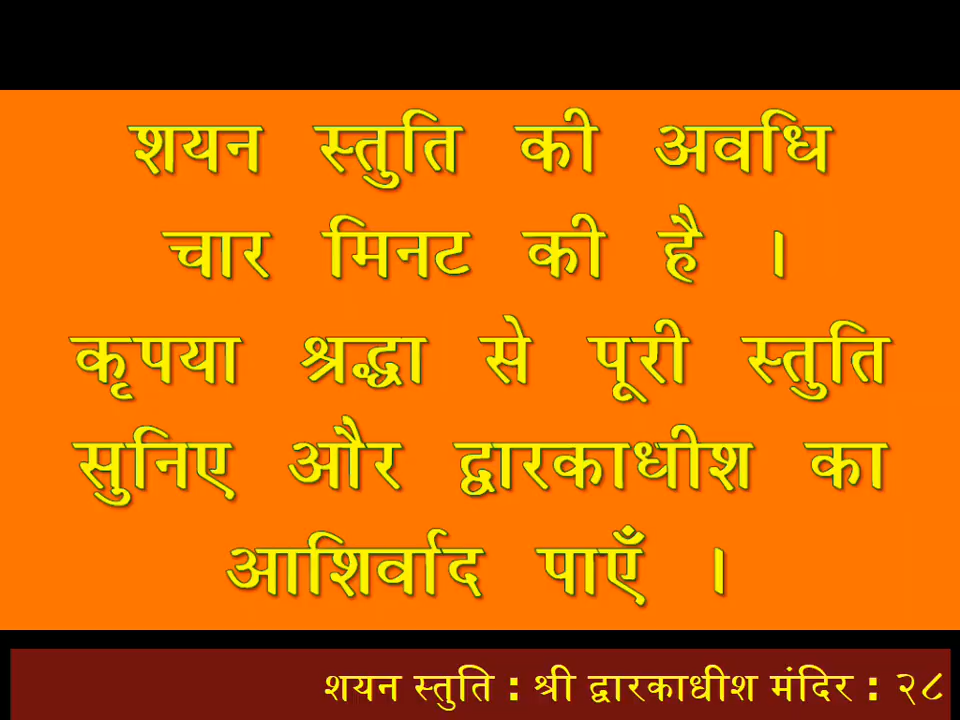 शयन स्तुति की अवधि
चार मिनट की है ।
कृपया श्रद्धा से पूरी स्तुति
सुनिए और द्वारकाधीश का
आशिर्वाद पाएँ ।
शयन स्तुति : श्री द्वारकाधीश मंदिर : २८